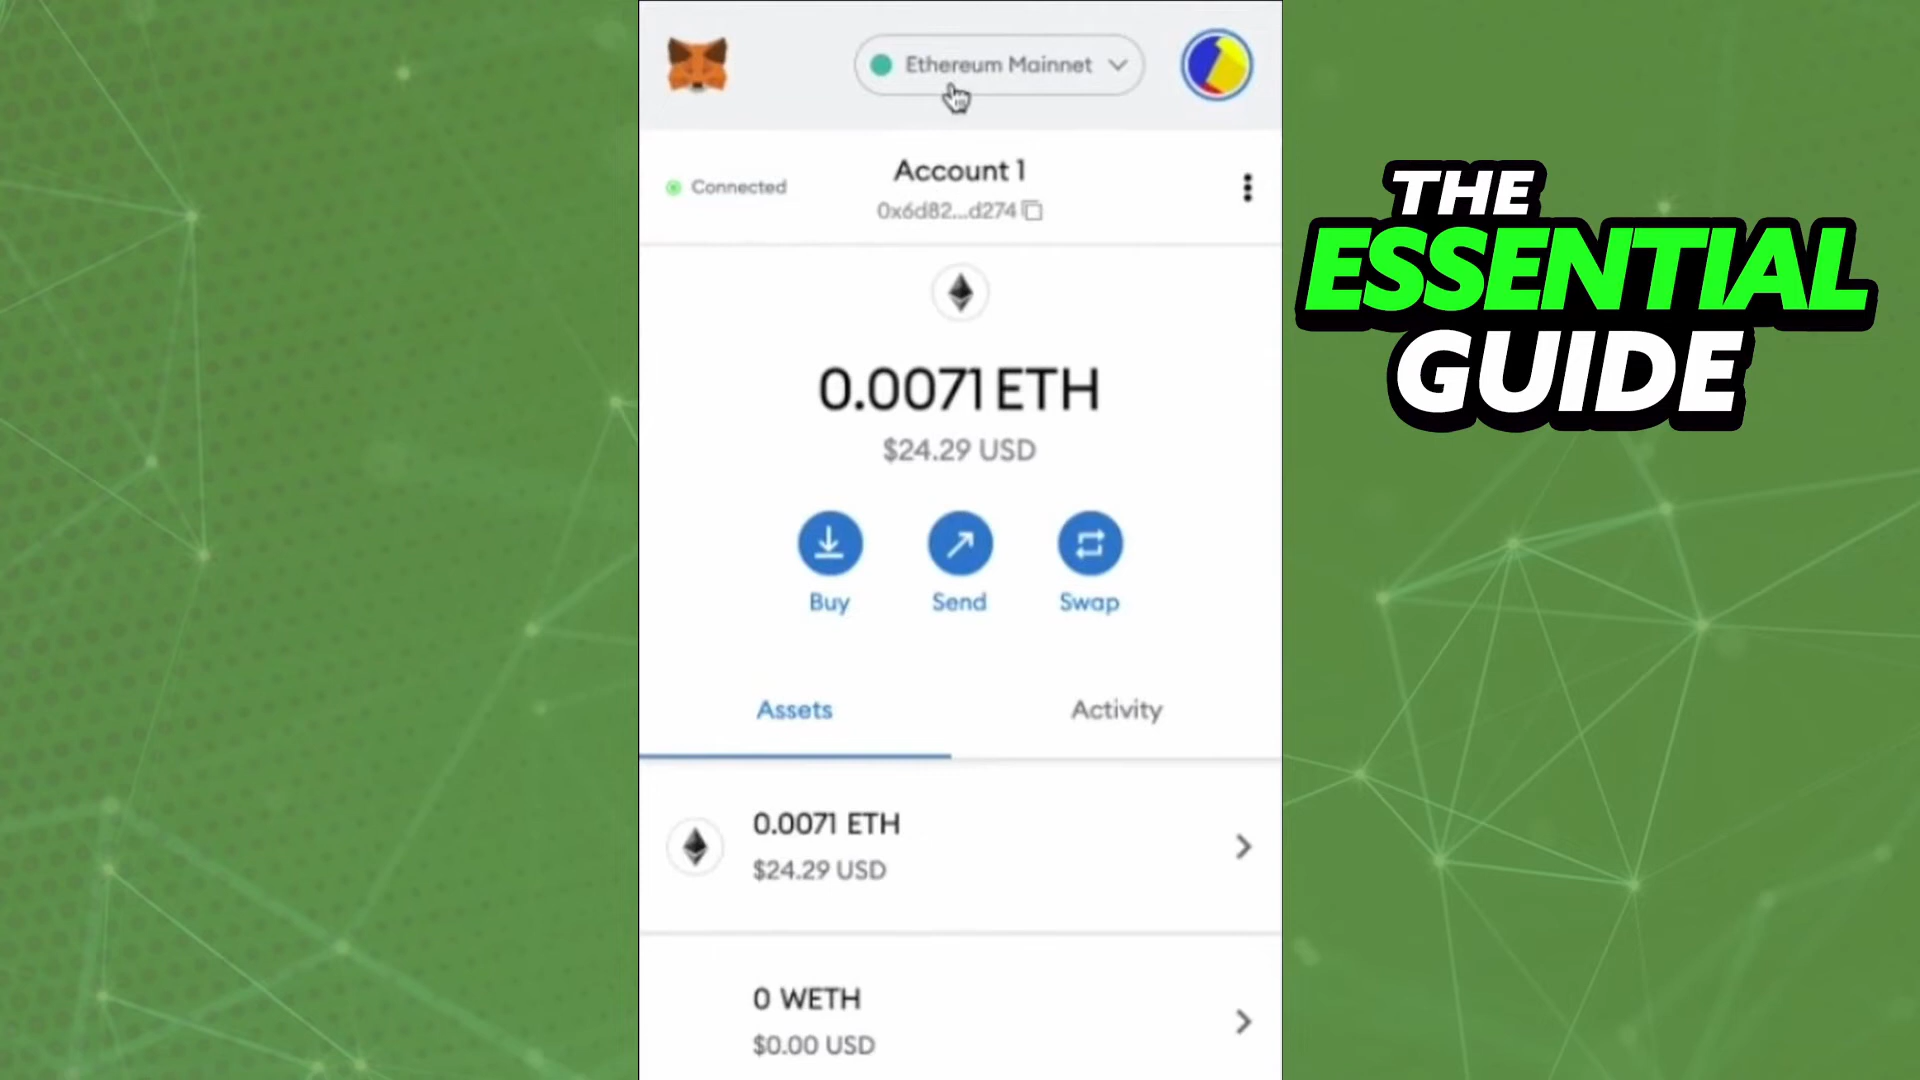 Ethereum Mainnet
Connected
Account 1
0x6d82...d274
0.0071 ETH
$24.29 USD
Buy
Send
Swap
Assets
Activity
0.0071 ETH
$24.29 USD
0 WETH
$0.00 USD
THE
ESSENTIAL
GUIDE